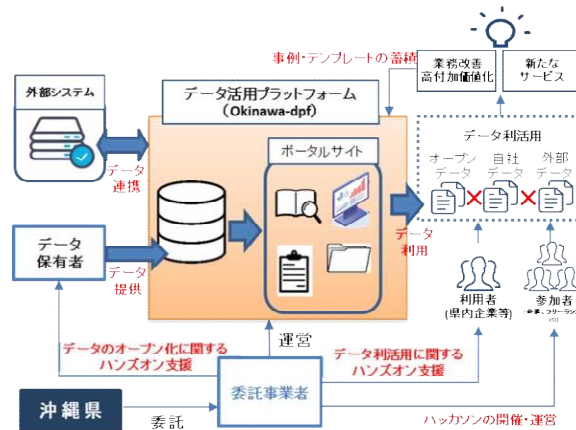 事例・テンプレートの蓄積
業務改善
高付加価値化
新たな
サービス
外部システム
データ活用プラットフォーム
(Okinawa-dpf)
データ利活用
ポータルサイト
オープン
データ
自社
データ
外部
データ
データ
連携
データ
保有者
データ
提供
データ
利用
利用者
(県内企業等)
参加者
運営
データのオープン化に関する
ハンズオン支援
データ利活用に関する
ハンズオン支援
委託事業者
沖縄県
委託
ハッカソンの開催・運営